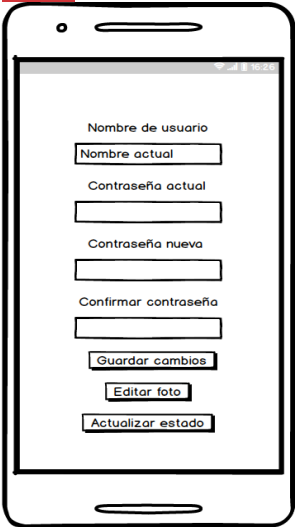 16:26
Nombre de usuario
Nombre actual
Contraseña actual
Contraseña nueva
Confirmar contraseña
Guardar cambios
Editar foto
Actualizar estado